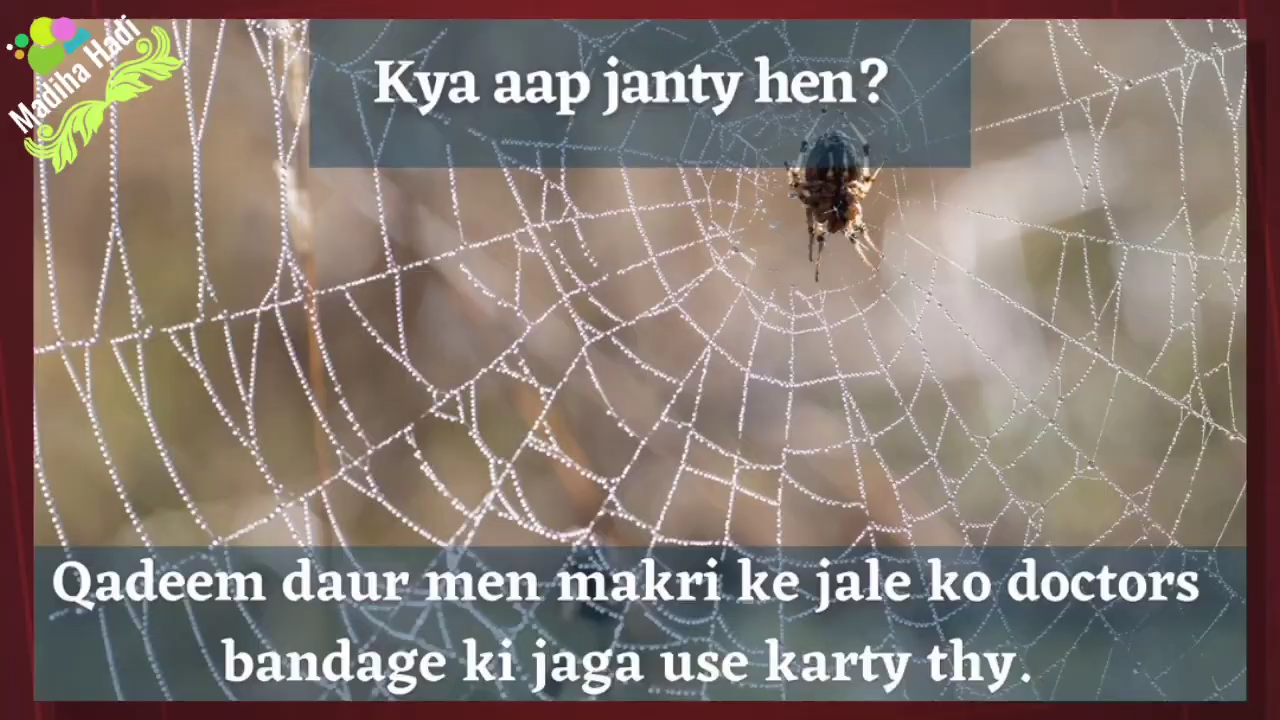 Madiha Hadi
Kya aap janty hen?
Qadeem daur men makri ke jale ko doctors
bandage ki jaga use karty thy.